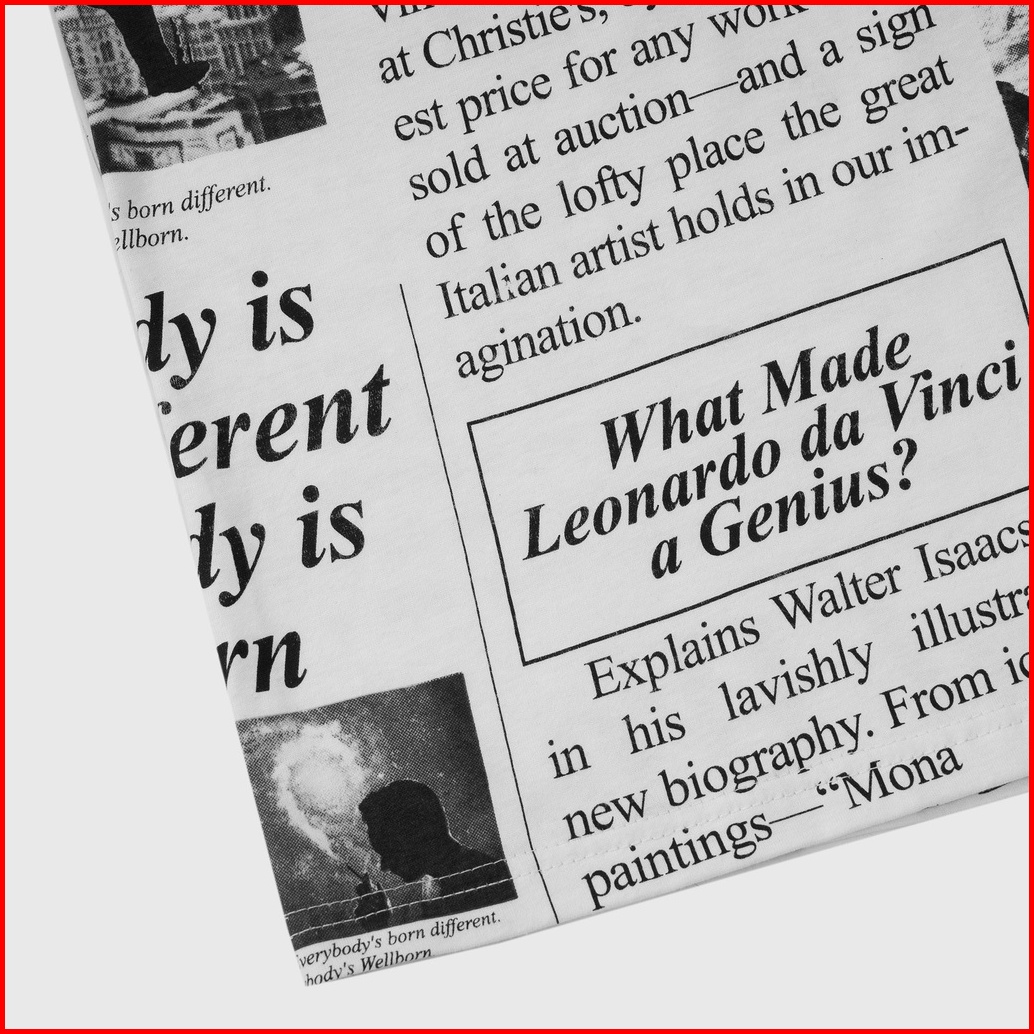 's born different.
ellborn.
dy is
erent
dy is
rn
verybody's born different.
body's Wellborn
at Christie's,
est price for any work
sold at auction—and a sign
of the lofty place the great
Italian artist holds in our im-
agination.
What Made
Leonardo da Vinci
a Genius?
Explains Walter Isaacs
in his lavishly illustra
new biography. From ic
paintings—“Mona